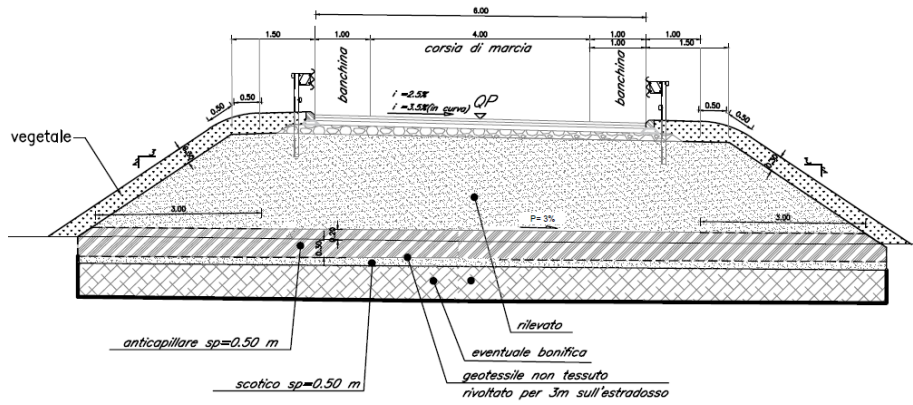 6.00
1.50 1.00 4.00 1.00 1.00
corsia di marcia
1.00 1.50
banchina
banchina
i =2.5%
i =3.5%(in curva)
QP
0.50 0.50
0.50 0.50
vegetale
3.00
P= 3%
3.00
0.20
0.30
rilevato
anticapillare sp=0.50 m
eventuale bonifica
scotico sp=0.50 m
geotessile non tessuto
rivoltato per 3m sull'estradosso